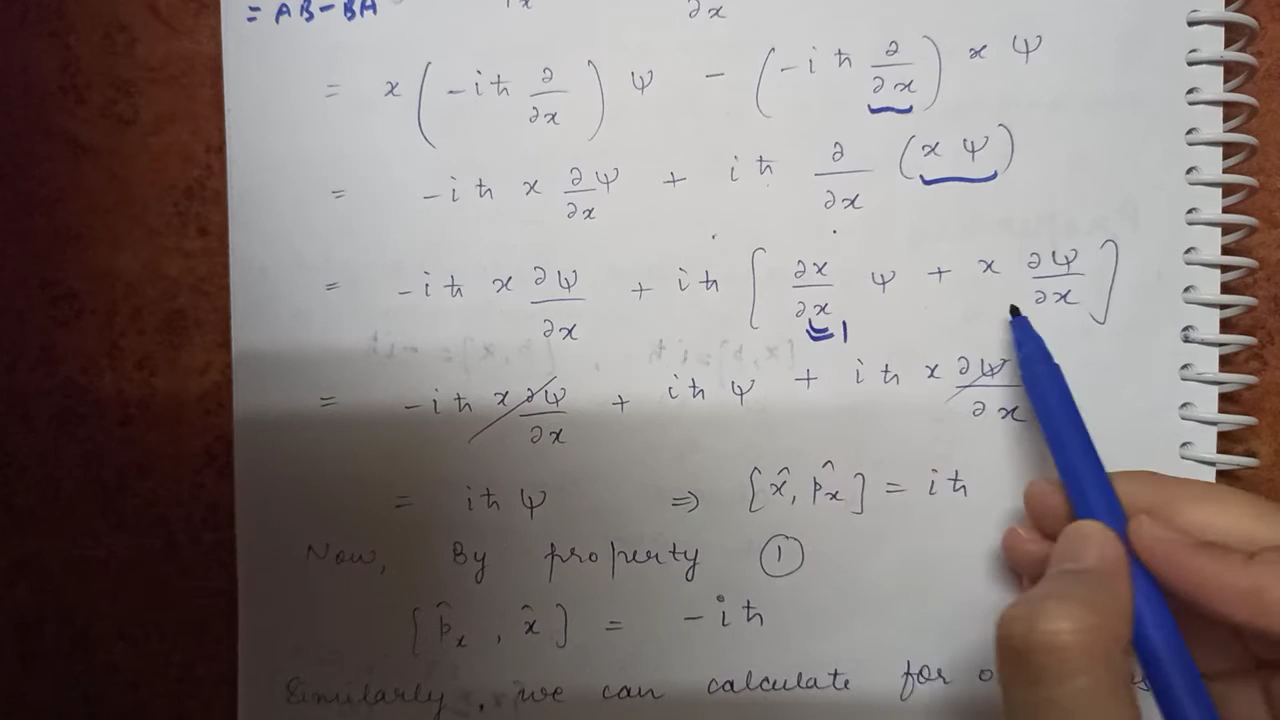 = AB - BA ∂x
= x ( -iħ ∂/∂x ) ψ - ( -iħ ∂/∂x ) x ψ
= -iħ x ∂ψ/∂x + iħ ∂/∂x (x ψ)
= -iħ x ∂ψ/∂x + iħ [ ∂x/∂x ψ + x ∂ψ/∂x ]
1
= -iħ x ∂ψ/∂x + iħ ψ + iħ x ∂ψ/∂x
= iħ ψ ⇒ [x̂, p̂x] = iħ
Now, By property ①
[p̂x, x̂] = -iħ
Similarly, we can calculate for